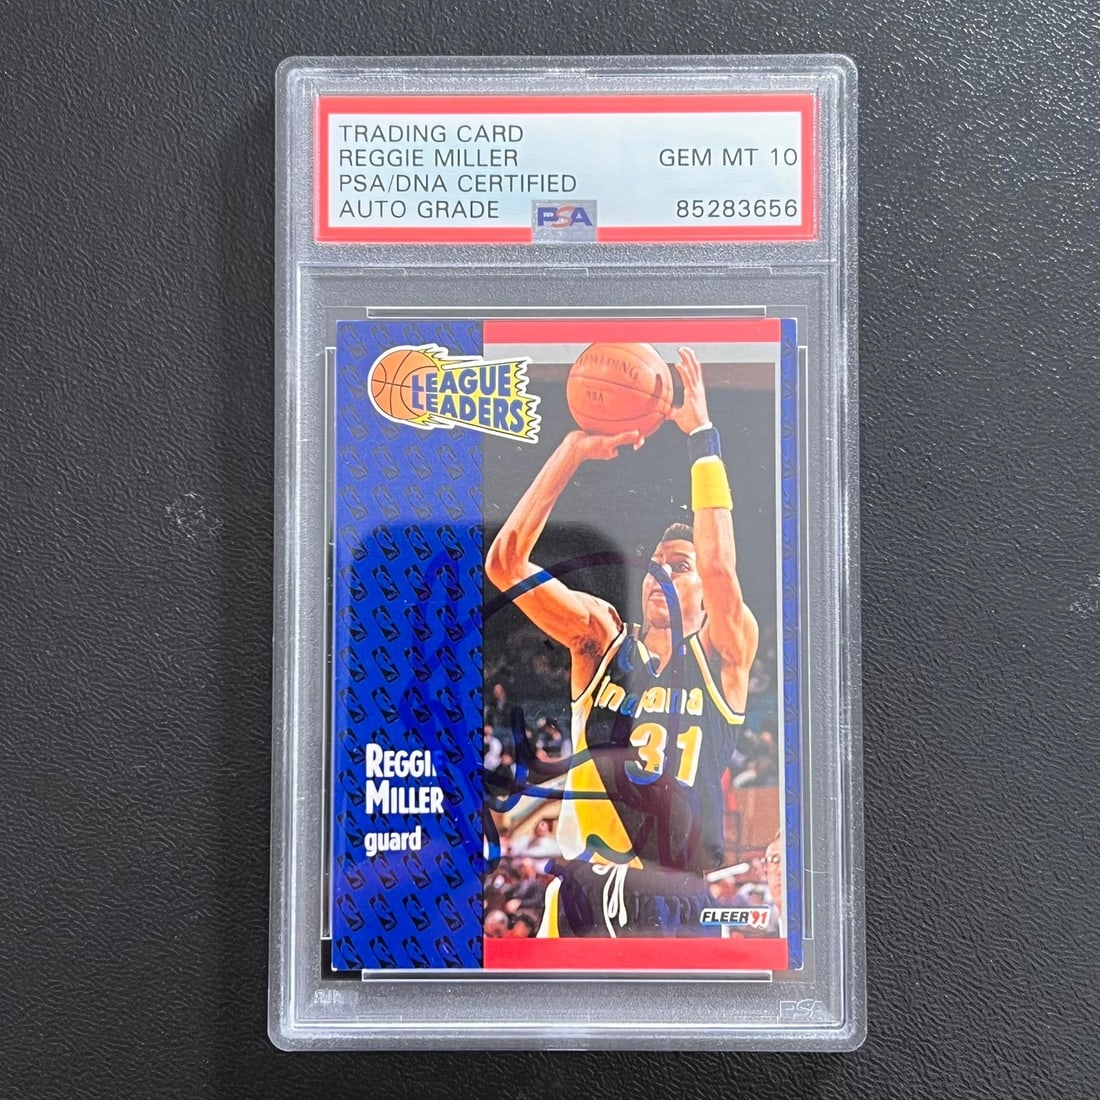 TRADING CARD
REGGIE MILLER
PSA/DNA CERTIFIED
AUTO GRADE
GEM MT 10
PSA
85283656
LEAGUE
LEADERS
SPALDING
NBA
Indiana
31
REGGIE
MILLER
guard
FLEER '91
PSA